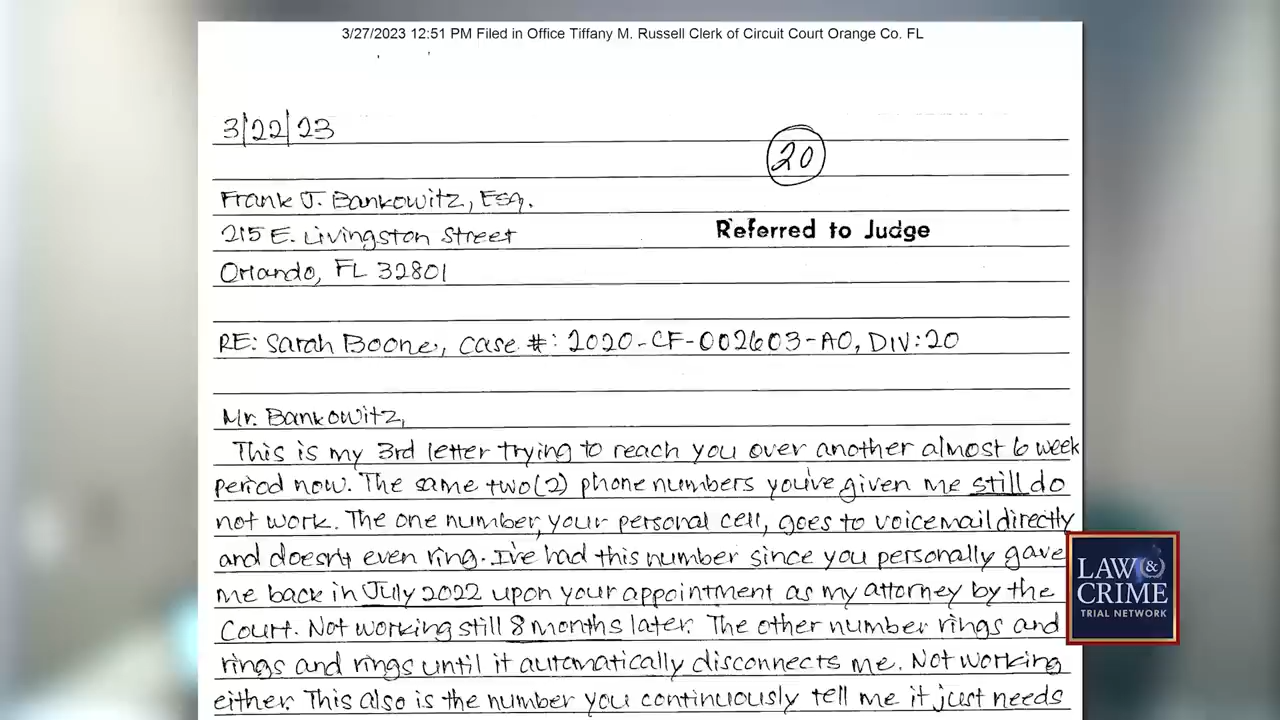 3/27/2023 12:51 PM Filed in Office Tiffany M. Russell Clerk of Circuit Court Orange Co. FL
3/22/23
20
Frank J. Bankowitz, Esq.
215 E. Livingston Street
Referred to Judge
Orlando, FL 32801
RE: Sarah Boone, Case #: 2020-CF-002603-AO, DIV:20
Mr. Bankowitz,
This is my 3rd letter trying to reach you over another almost 6 week
period now. The same two(2) phone numbers you've given me still do
not work. The one number, your personal cell, goes to voicemail directly
and doesn't even ring. I've had this number since you personally gave
me back in July 2022 upon your appointment as my attorney by the
Court. Not working still 8 months later. The other number rings and
rings and rings until it automatically disconnects me. Not working
either. This also is the number you continuously tell me it just needs
LAW &
CRIME
TRIAL NETWORK